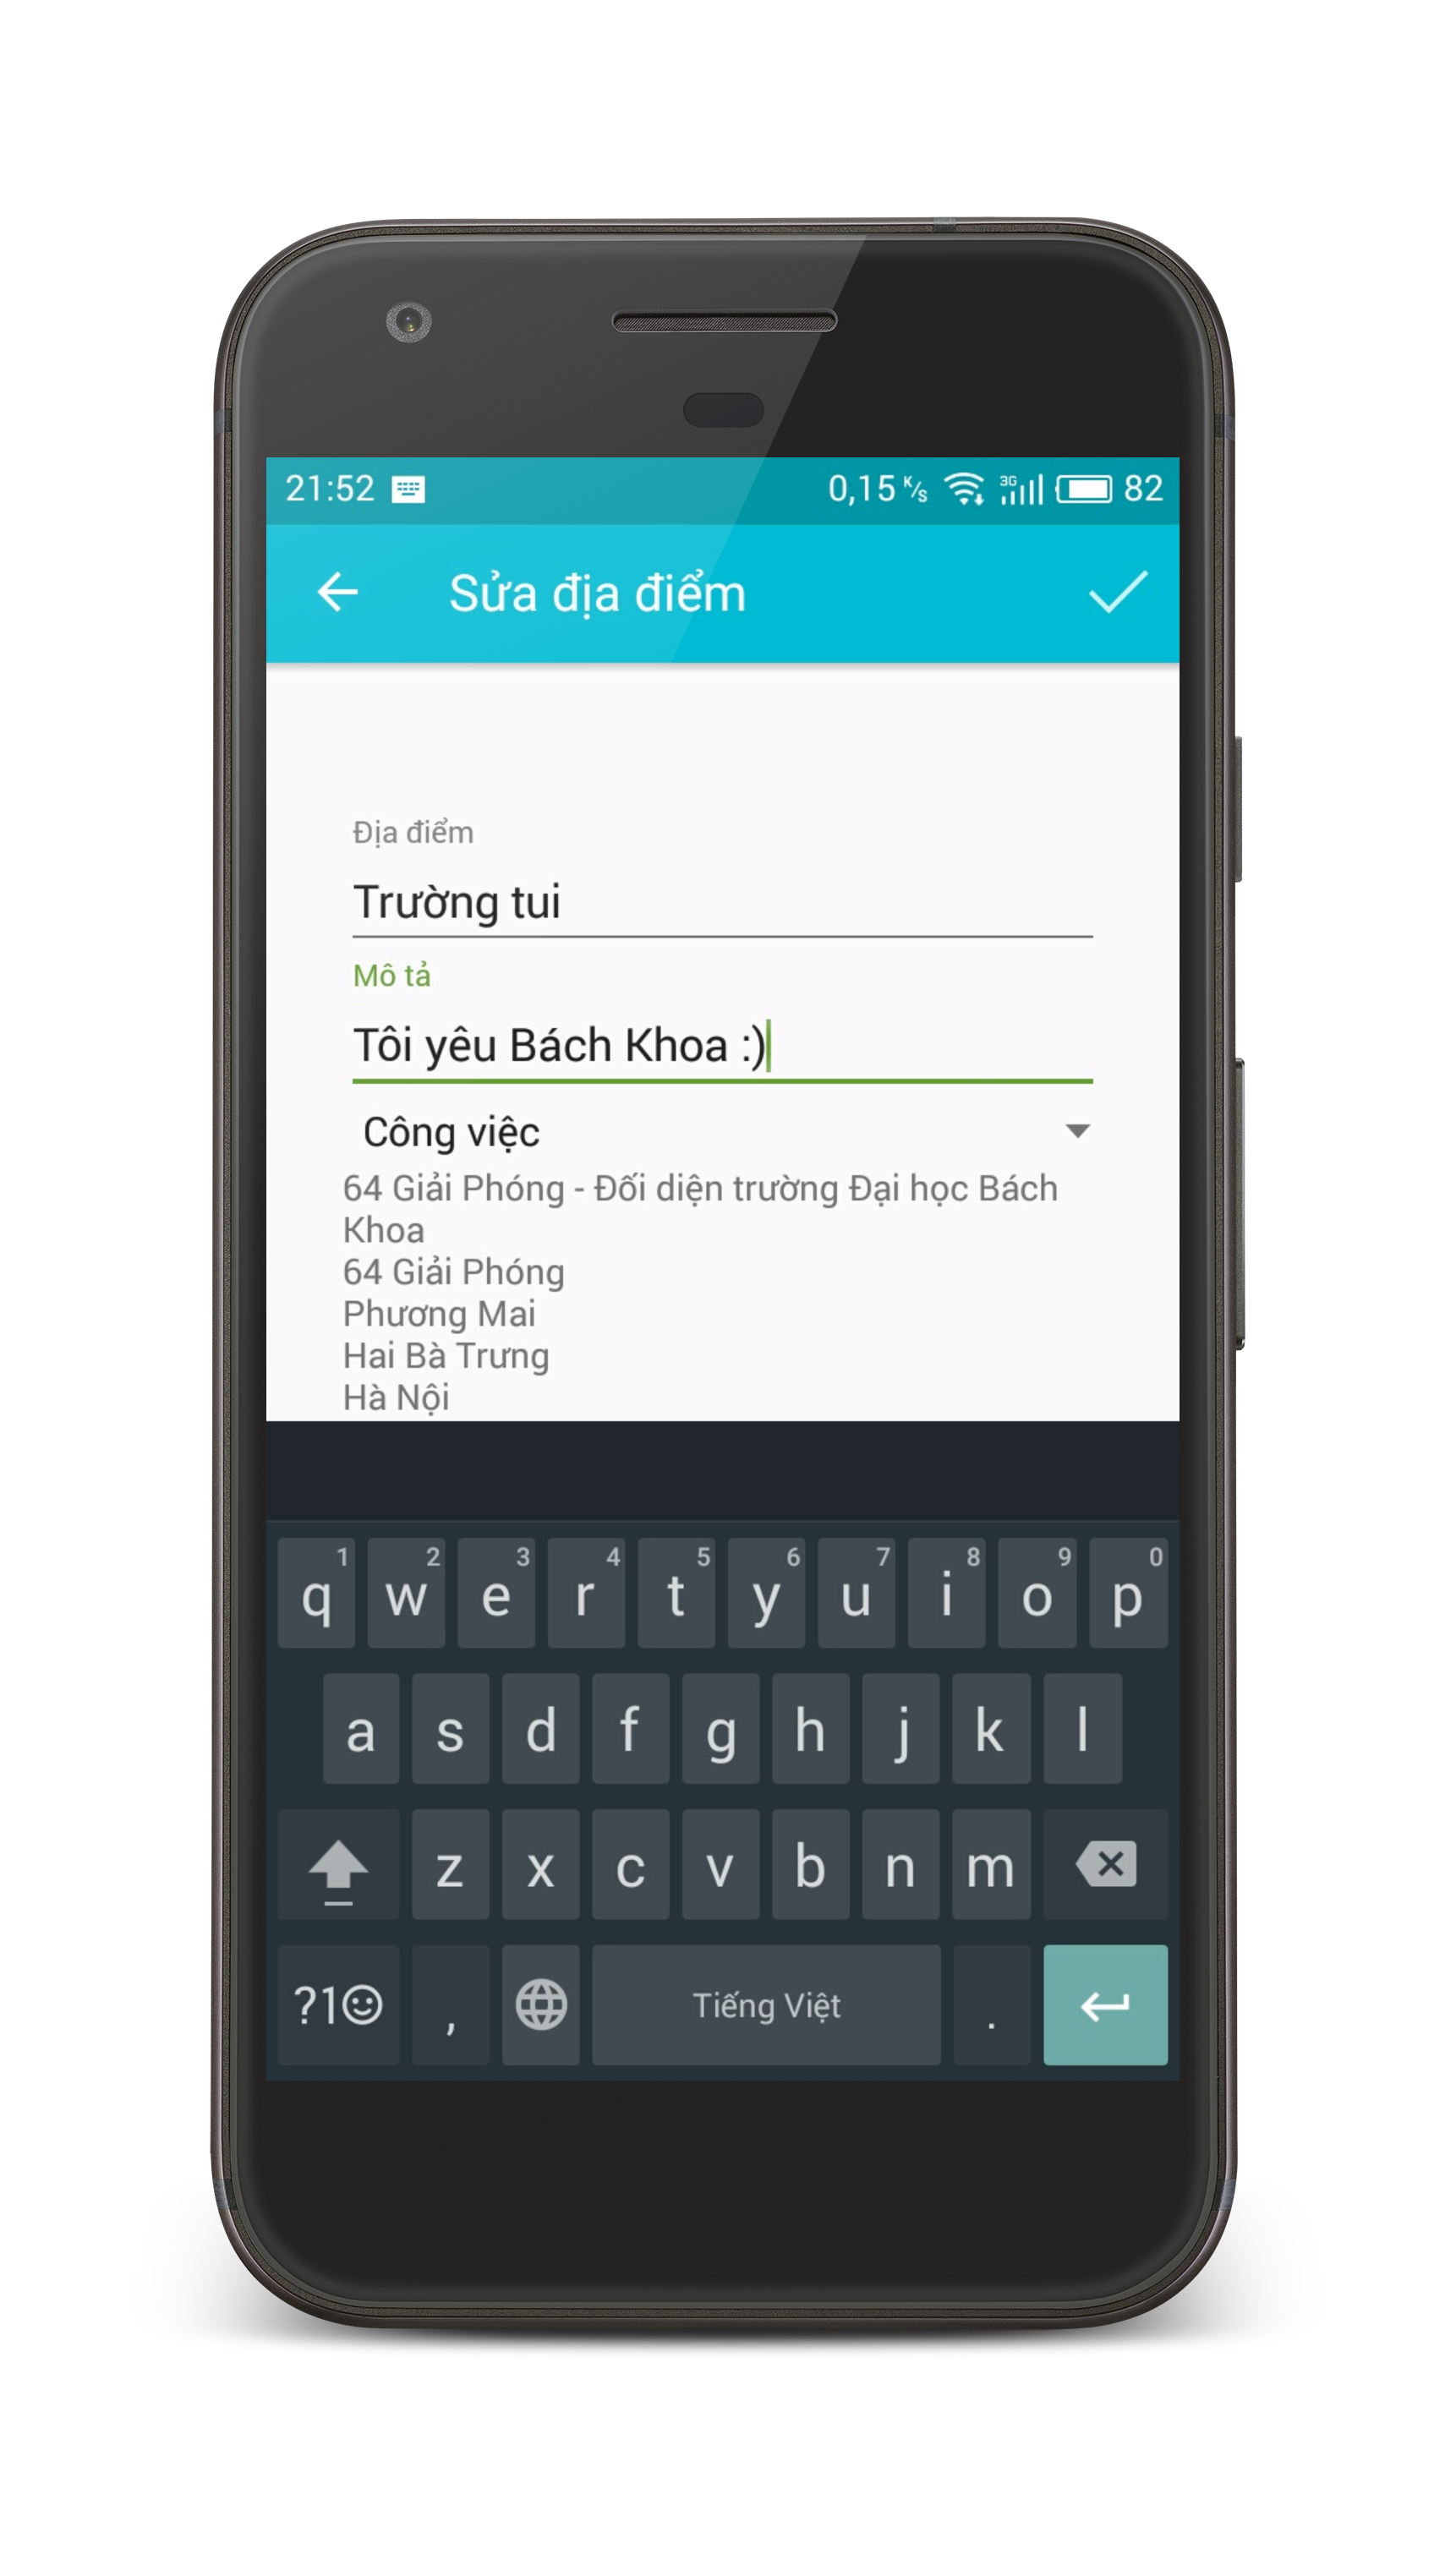 21:52 0,15 K/s 3G 82
Sửa địa điểm
Địa điểm
Trường tui
Mô tả
Tôi yêu Bách Khoa :)
Công việc
64 Giải Phóng - Đối diện trường Đại học Bách
Khoa
64 Giải Phóng
Phương Mai
Hai Bà Trưng
Hà Nội
1 2 3 4 5 6 7 8 9 0
q w e r t y u i o p
a s d f g h j k l
z x c v b n m
?1☺ , Tiếng Việt .